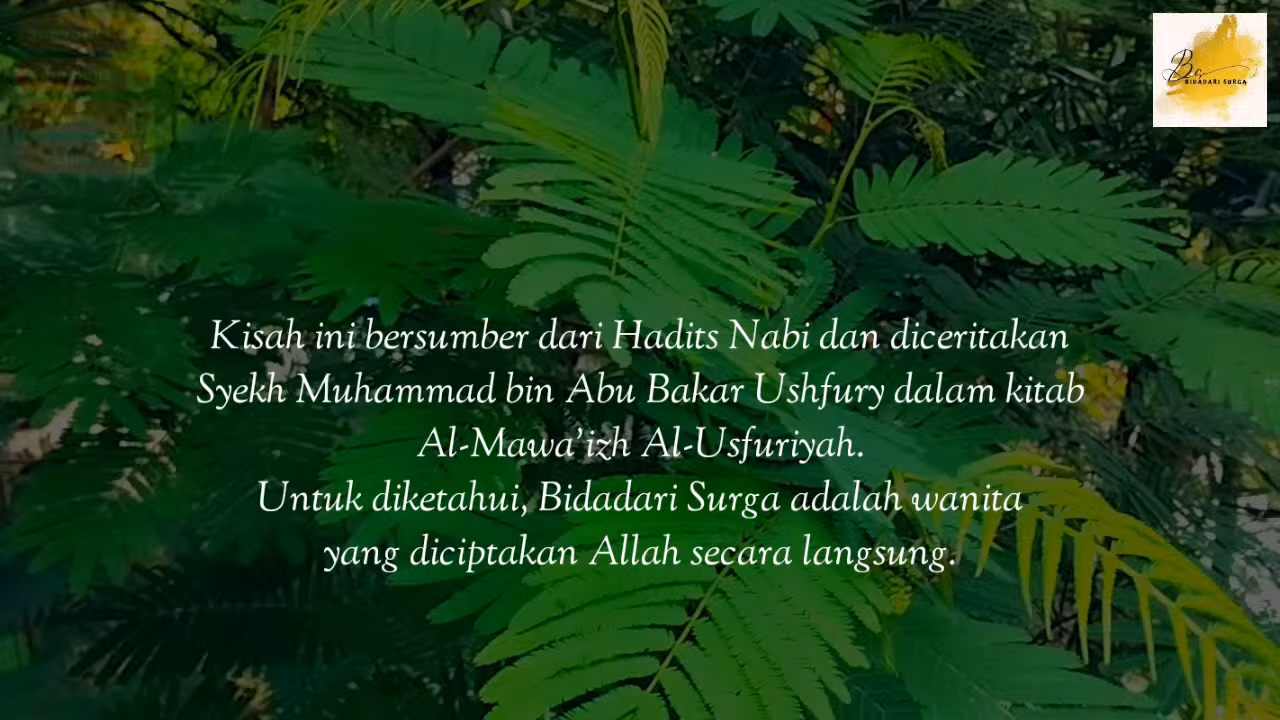 BIDADARI SURGA
Kisah ini bersumber dari Hadits Nabi dan diceritakan
Syekh Muhammad bin Abu Bakar Ushfury dalam kitab
Al-Mawa’izh Al-Usfuriyah.
Untuk diketahui, Bidadari Surga adalah wanita
yang diciptakan Allah secara langsung.